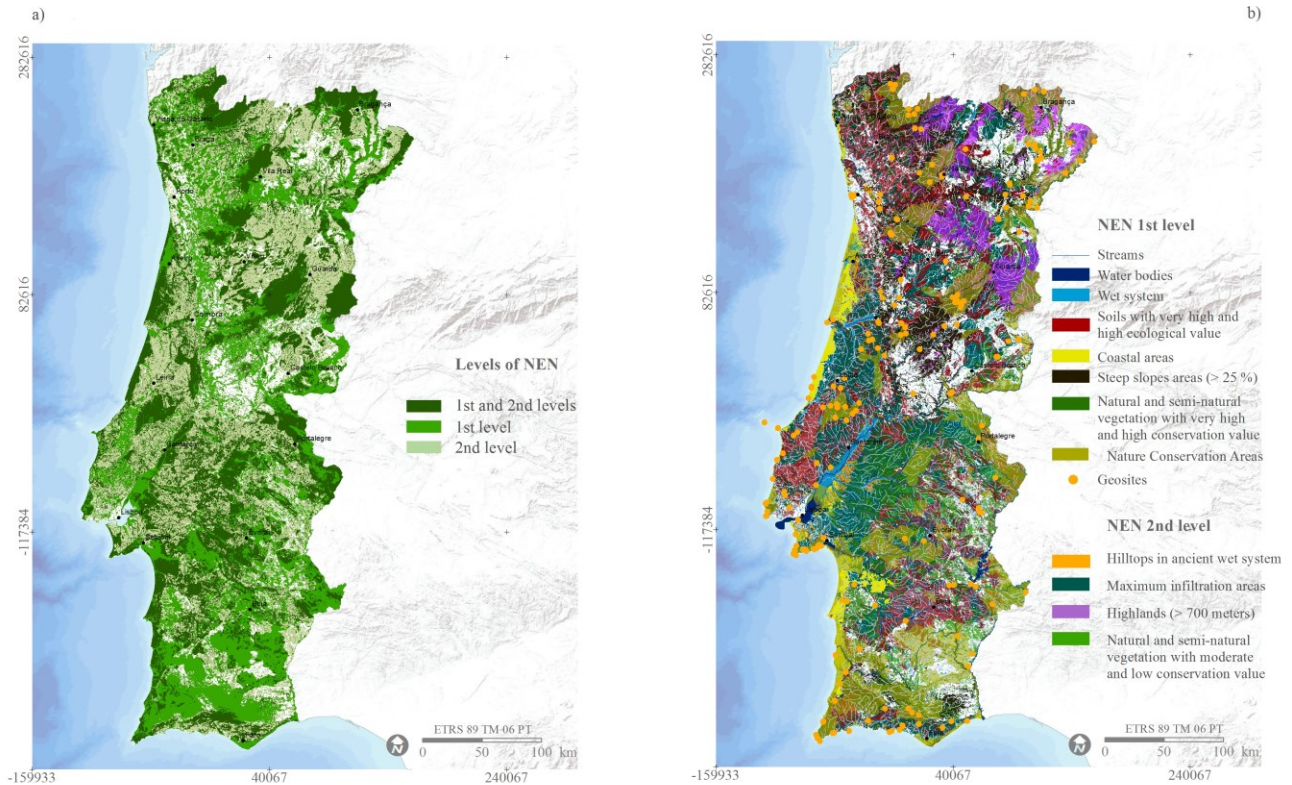 a)
282616
82616
-117384
Bragança
Vila Real
Porto
Guarda
Coimbra
Leiria
Portalegre
Levels of NEN
1st and 2nd levels
1st level
2nd level
ETRS 89 TM-06 PT
0 50 100 km
-159933 40067 240067
b)
282616
82616
-117384
Bragança
Portalegre
NEN 1st level
Streams
Water bodies
Wet system
Soils with very high and
high ecological value
Coastal areas
Steep slopes areas (> 25 %)
Natural and semi-natural
vegetation with very high
and high conservation value
Nature Conservation Areas
Geosites
NEN 2nd level
Hilltops in ancient wet system
Maximum infiltration areas
Highlands (> 700 meters)
Natural and semi-natural
vegetation with moderate
and low conservation value
ETRS 89 TM-06 PT
0 50 100 km
-159933 40067 240067